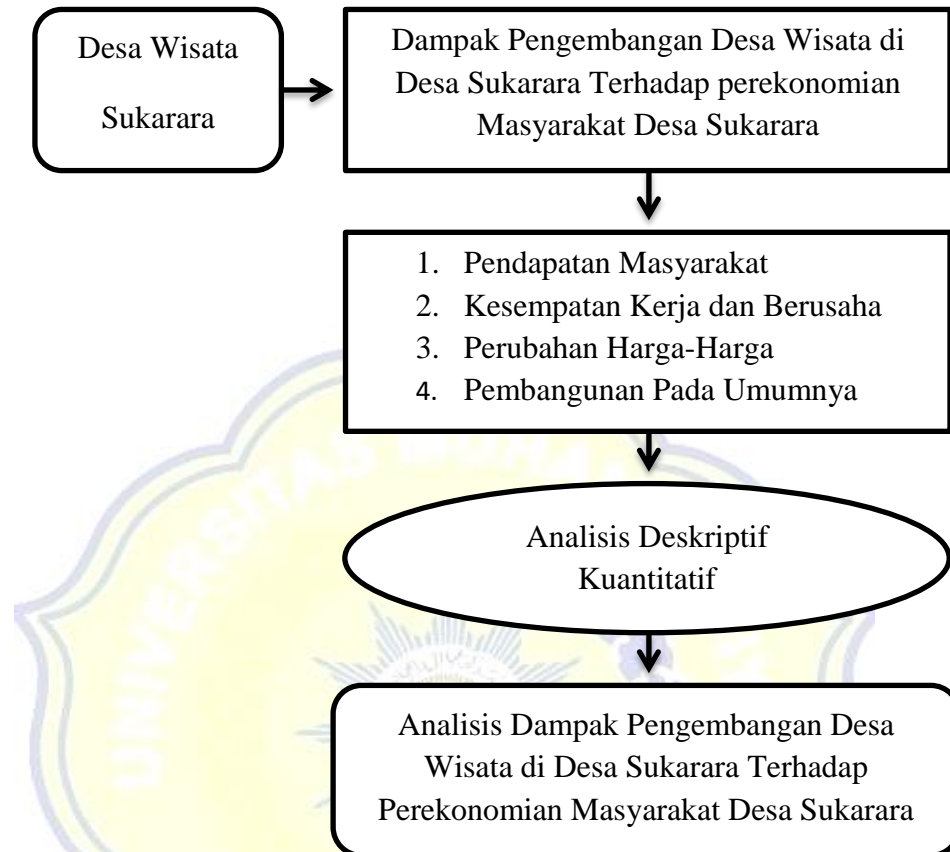 Desa Wisata
Sukarara
Dampak Pengembangan Desa Wisata di
Desa Sukarara Terhadap perekonomian
Masyarakat Desa Sukarara
1. Pendapatan Masyarakat
2. Kesempatan Kerja dan Berusaha
3. Perubahan Harga-Harga
4. Pembangunan Pada Umumnya
Analisis Deskriptif
Kuantitatif
Analisis Dampak Pengembangan Desa
Wisata di Desa Sukarara Terhadap
Perekonomian Masyarakat Desa Sukarara
UNIVERSITAS